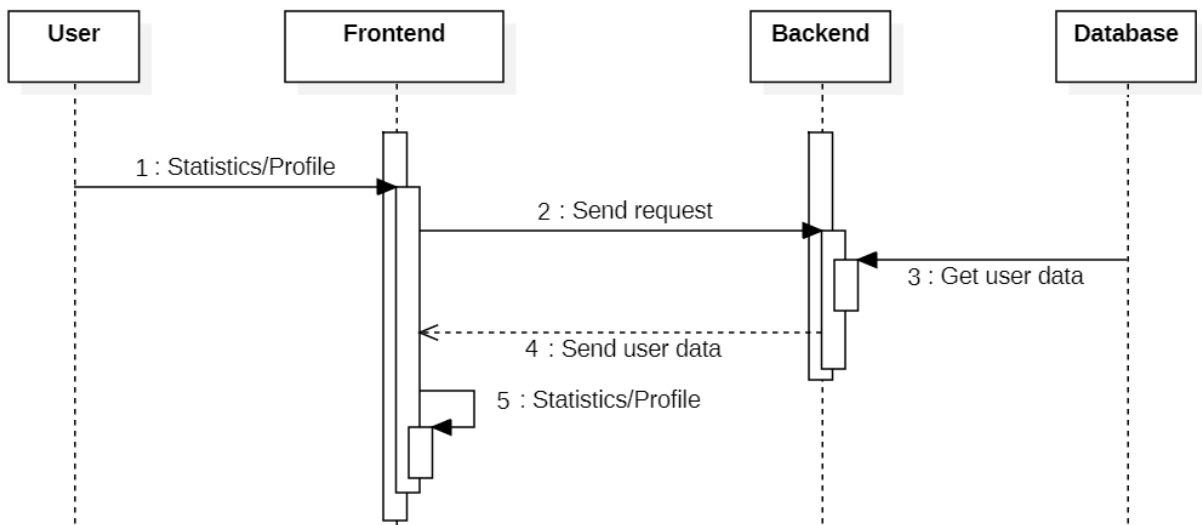 User
Frontend
Backend
Database
1 : Statistics/Profile
2 : Send request
3 : Get user data
4 : Send user data
5 : Statistics/Profile